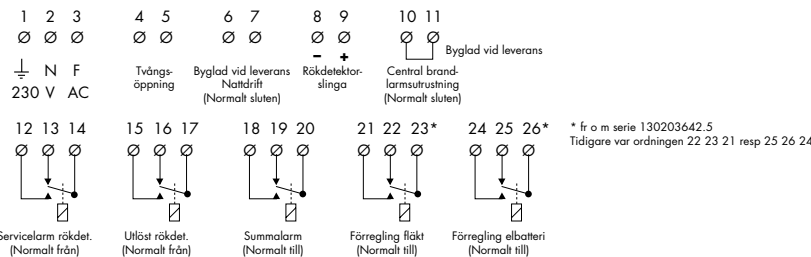 1 2 3 4 5 6 7 8 9 10 11
- +
Byglad vid leverans
N F
230 V AC
Tvångs-
öppning
Byglad vid leverans
Nattdrift
(Normalt sluten)
Rökdetektor-
slinga
Central brand-
larmsutrustning
(Normalt sluten)
12 13 14 15 16 17 18 19 20 21 22 23* 24 25 26*
* fr o m serie 130203642.5
Tidigare var ordningen 22 23 21 resp 25 26 24
Servicelarm rökdet.
(Normalt från)
Utlöst rökdet.
(Normalt från)
Summalarm
(Normalt till)
Förregling fläkt
(Normalt till)
Förregling elbatteri
(Normalt till)